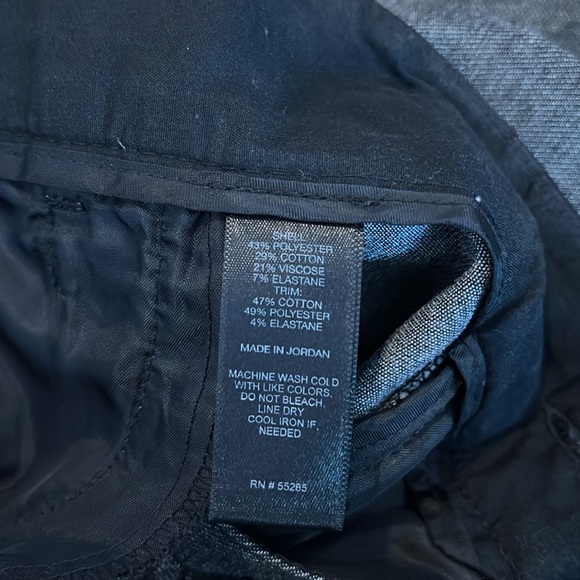 SHELL:
43% POLYESTER
29% COTTON
21% VISCOSE
7% ELASTANE
TRIM:
47% COTTON
49% POLYESTER
4% ELASTANE
MADE IN JORDAN
MACHINE WASH COLD
WITH LIKE COLORS.
DO NOT BLEACH.
LINE DRY
COOL IRON IF
NEEDED
RN # 55285